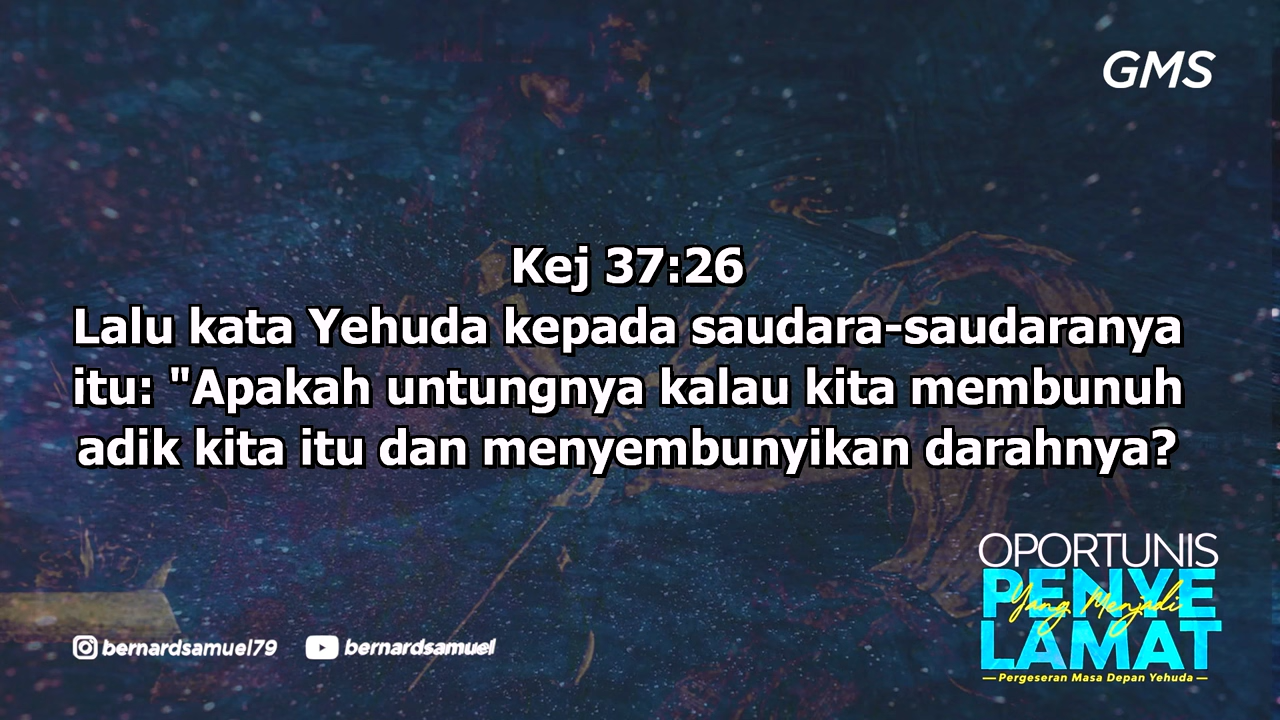 GMS
Kej 37:26
Lalu kata Yehuda kepada saudara-saudaranya
itu: "Apakah untungnya kalau kita membunuh
adik kita itu dan menyembunyikan darahnya?
OPORTUNIS
Yang Menjadi
PENYE
LAMAT
—Pergeseran Masa Depan Yehuda—
bernardsamuel79
bernardsamuel